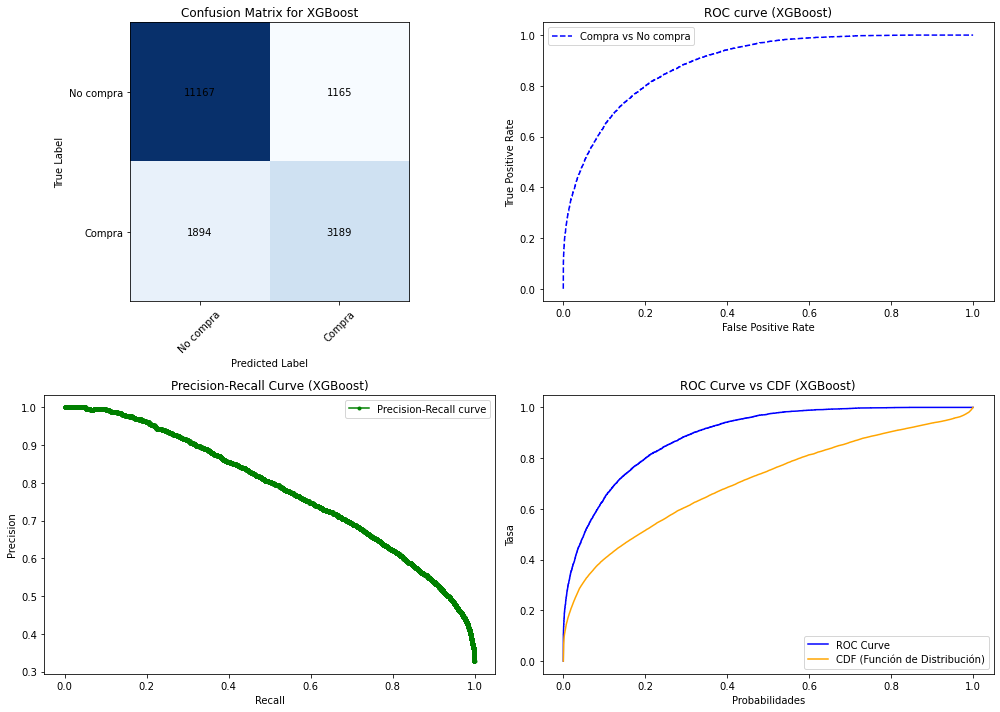 Confusion Matrix for XGBoost
True Label
No compra
Compra
11167
1165
1894
3189
No compra
Compra
Predicted Label
ROC curve (XGBoost)
Compra vs No compra
True Positive Rate
1.0
0.8
0.6
0.4
0.2
0.0
0.0
0.2
0.4
0.6
0.8
1.0
False Positive Rate
Precision-Recall Curve (XGBoost)
Precision-Recall curve
Precision
1.0
0.9
0.8
0.7
0.6
0.5
0.4
0.3
0.0
0.2
0.4
0.6
0.8
1.0
Recall
ROC Curve vs CDF (XGBoost)
Tasa
1.0
0.8
0.6
0.4
0.2
0.0
ROC Curve
CDF (Función de Distribución)
0.0
0.2
0.4
0.6
0.8
1.0
Probabilidades